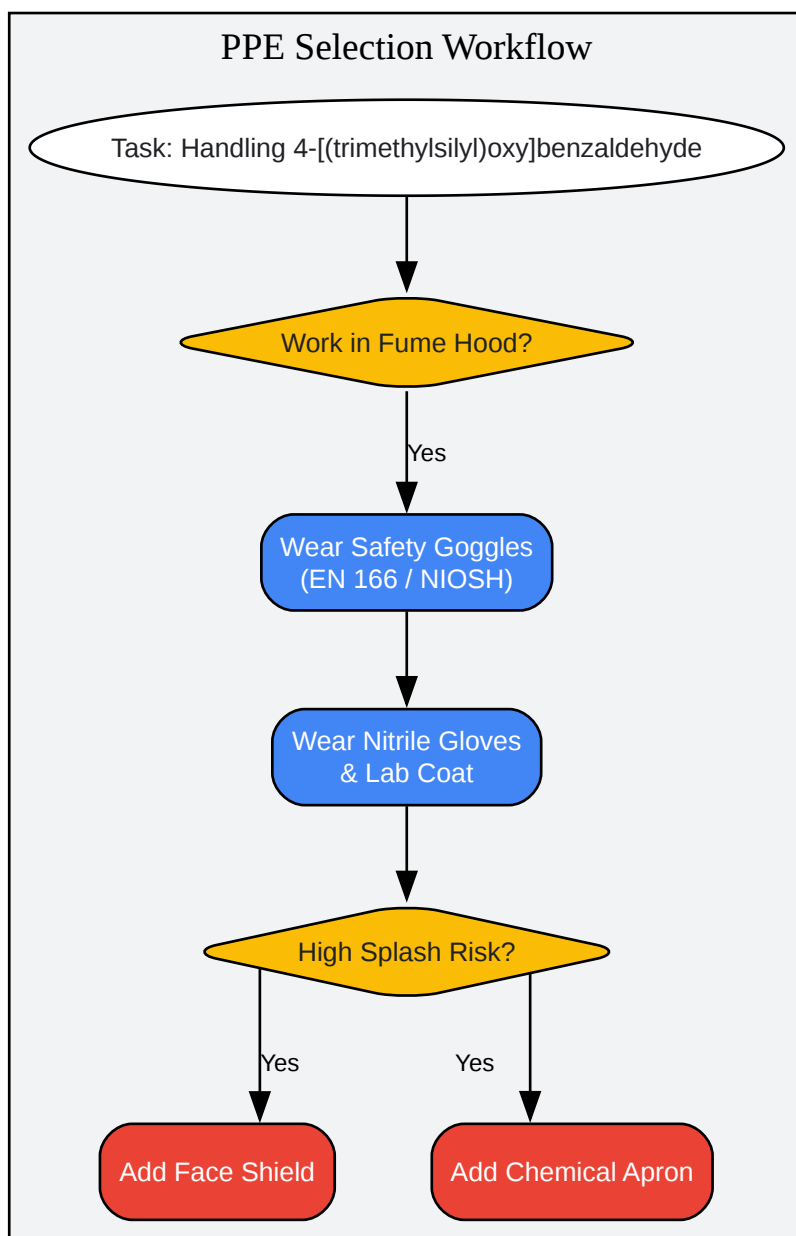 PPE Selection Workflow
Task: Handling 4-[(trimethylsilyl)oxy]benzaldehyde
Work in Fume Hood?
Yes
Wear Safety Goggles
(EN 166 / NIOSH)
Wear Nitrile Gloves
& Lab Coat
High Splash Risk?
Yes
Yes
Add Face Shield
Add Chemical Apron